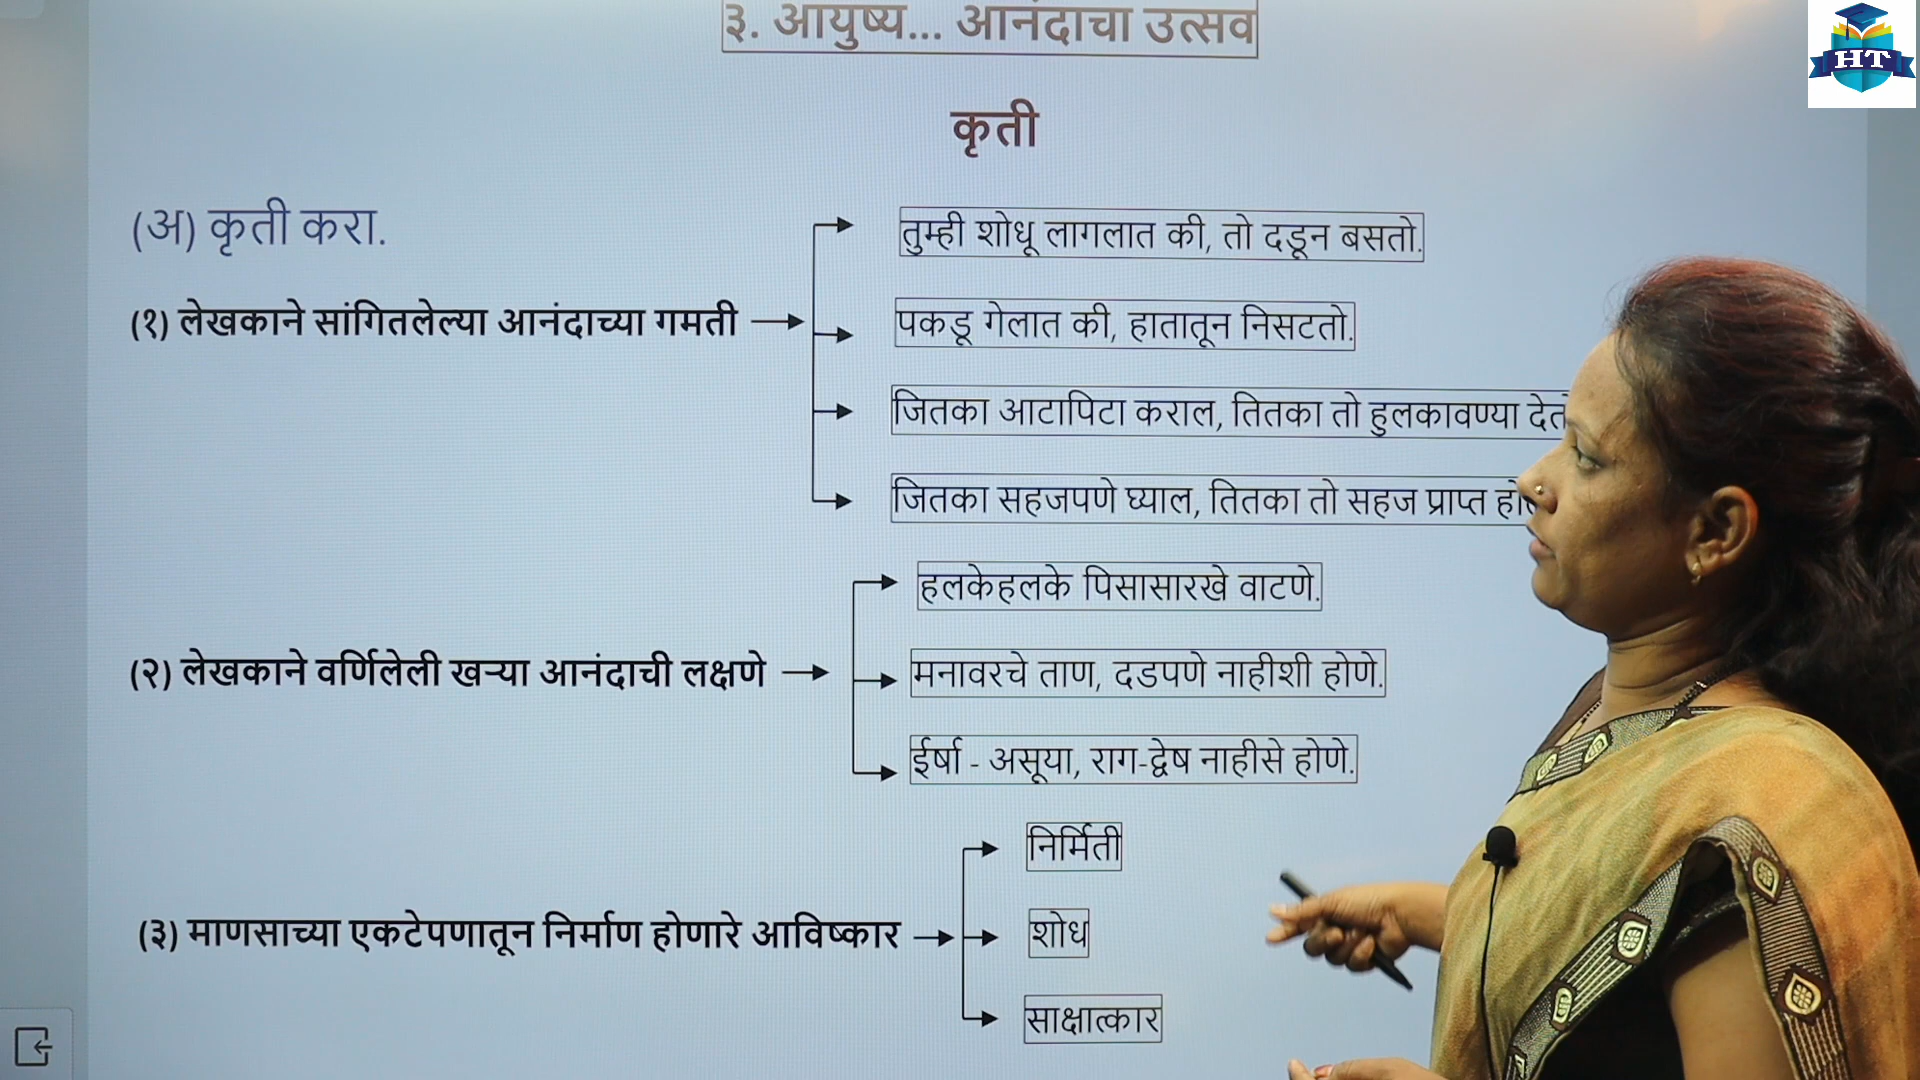 ३. आयुष्य... आनंदाचा उत्सव
HT
कृती
(अ) कृती करा.
(१) लेखकाने सांगितलेल्या आनंदाच्या गमती
तुम्ही शोधू लागलात की, तो दडून बसतो.
पकडू गेलात की, हातातून निसटतो.
जितका आटापिटा कराल, तितका तो हुलकावण्या
जितका सहजपणे घ्याल, तितका तो सहज प्राप्त
(२) लेखकाने वर्णिलेली खऱ्या आनंदाची लक्षणे
हलकेहलके पिसासारखे वाटणे.
मनावरचे ताण, दडपणे नाहीशी होणे.
ईर्षा - असूया, राग-द्वेष नाहीसे होणे.
(३) माणसाच्या एकटेपणातून निर्माण होणारे आविष्कार
निर्मिती
शोध
साक्षात्कार